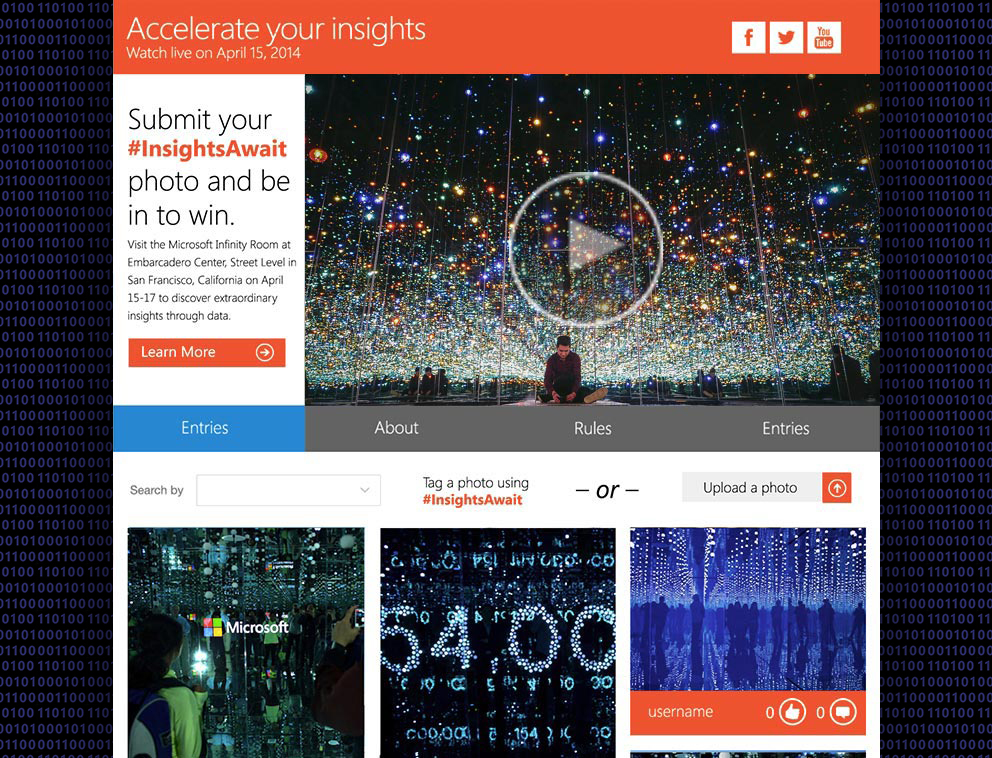 Accelerate your insights
Watch live on April 15, 2014
You
Tube
Submit your
#InsightsAwait
photo and be
in to win.
Visit the Microsoft Infinity Room at
Embarcadero Center, Street Level in
San Francisco, California on April
15-17 to discover extraordinary
insights through data.
Learn More
Entries
About
Rules
Entries
Search by
Tag a photo using
#InsightsAwait
– or –
Upload a photo
Microsoft
54.00
username
0
0